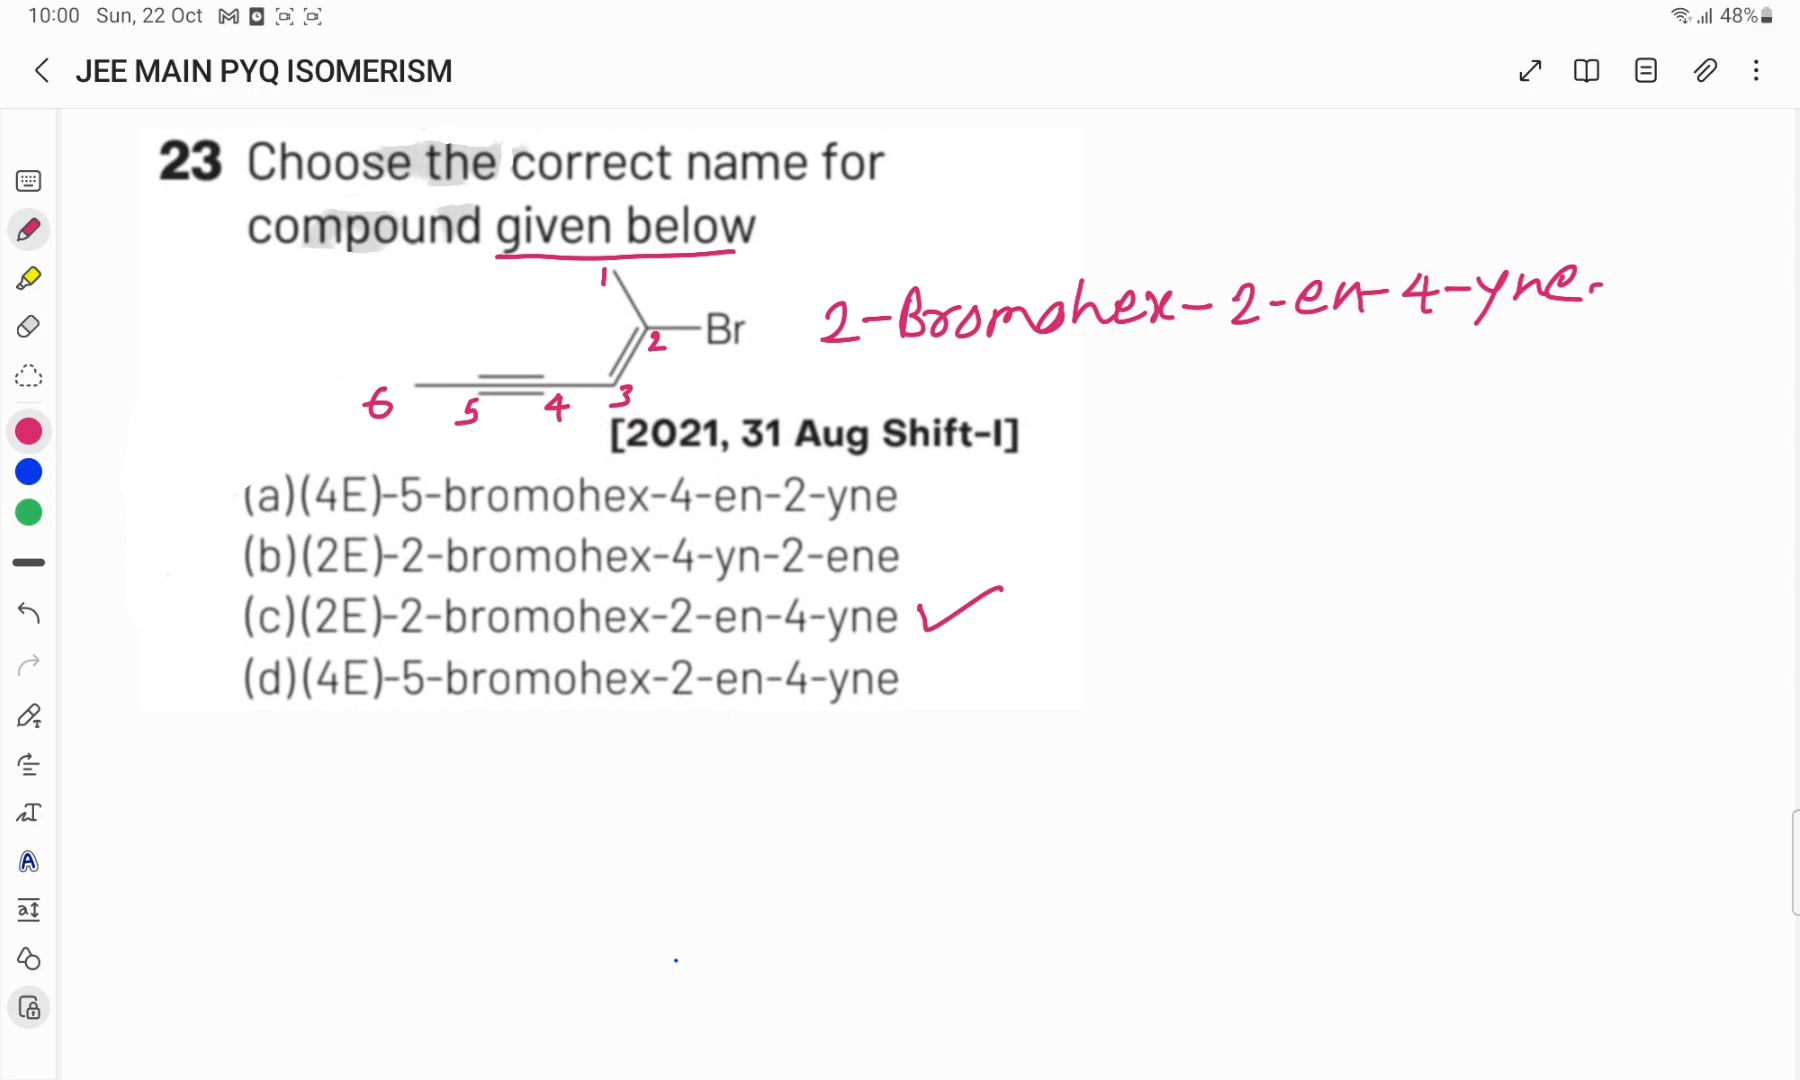 10:00 Sun, 22 Oct 48%
JEE MAIN PYQ ISOMERISM
23 Choose the correct name for
compound given below
1
Br
2
6 5 4 3
2-Bromohex-2-en-4-yne.
[2021, 31 Aug Shift-I]
(a)(4E)-5-bromohex-4-en-2-yne
(b)(2E)-2-bromohex-4-yn-2-ene
(c)(2E)-2-bromohex-2-en-4-yne
(d)(4E)-5-bromohex-2-en-4-yne